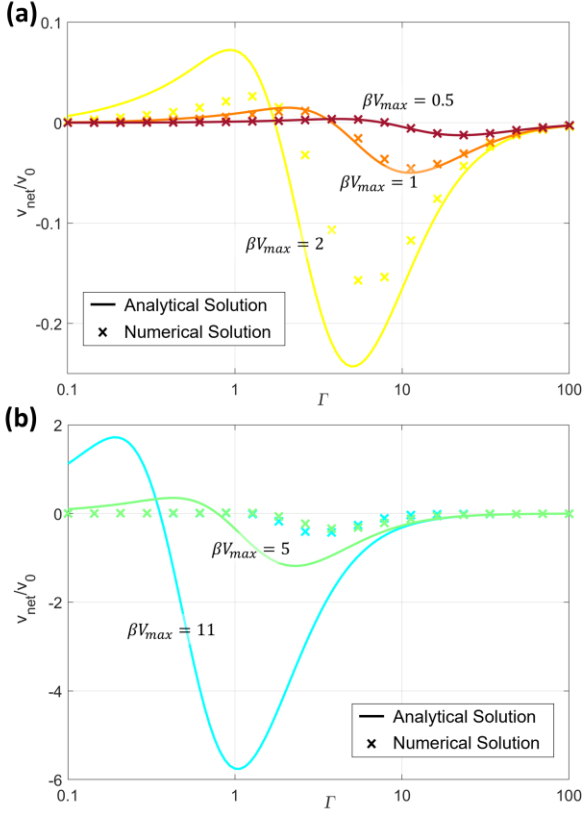 (a)
0.1
0
-0.1
-0.2
v_net/v_0
βV_max = 0.5
βV_max = 1
βV_max = 2
Analytical Solution
Numerical Solution
0.1 1 10 100
Γ
(b)
2
0
-2
-4
-6
v_net/v_0
βV_max = 5
βV_max = 11
Analytical Solution
Numerical Solution
0.1 1 10 100
Γ